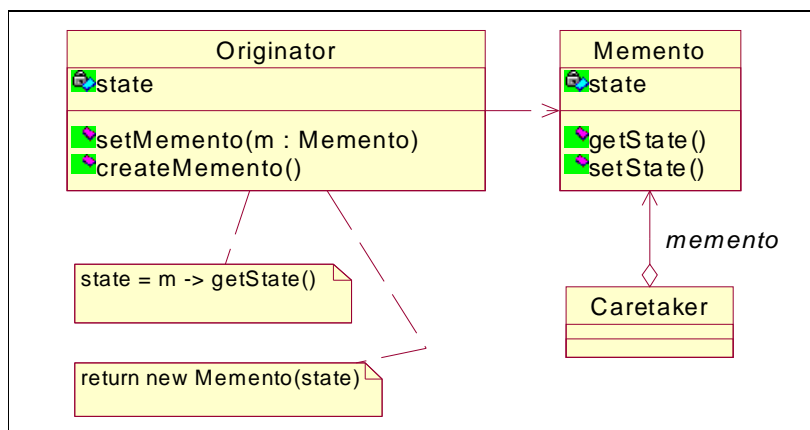 Originator
state
setMemento(m : Memento)
createMemento()
Memento
state
getState()
setState()
memento
Caretaker
state = m -> getState()
return new Memento(state)